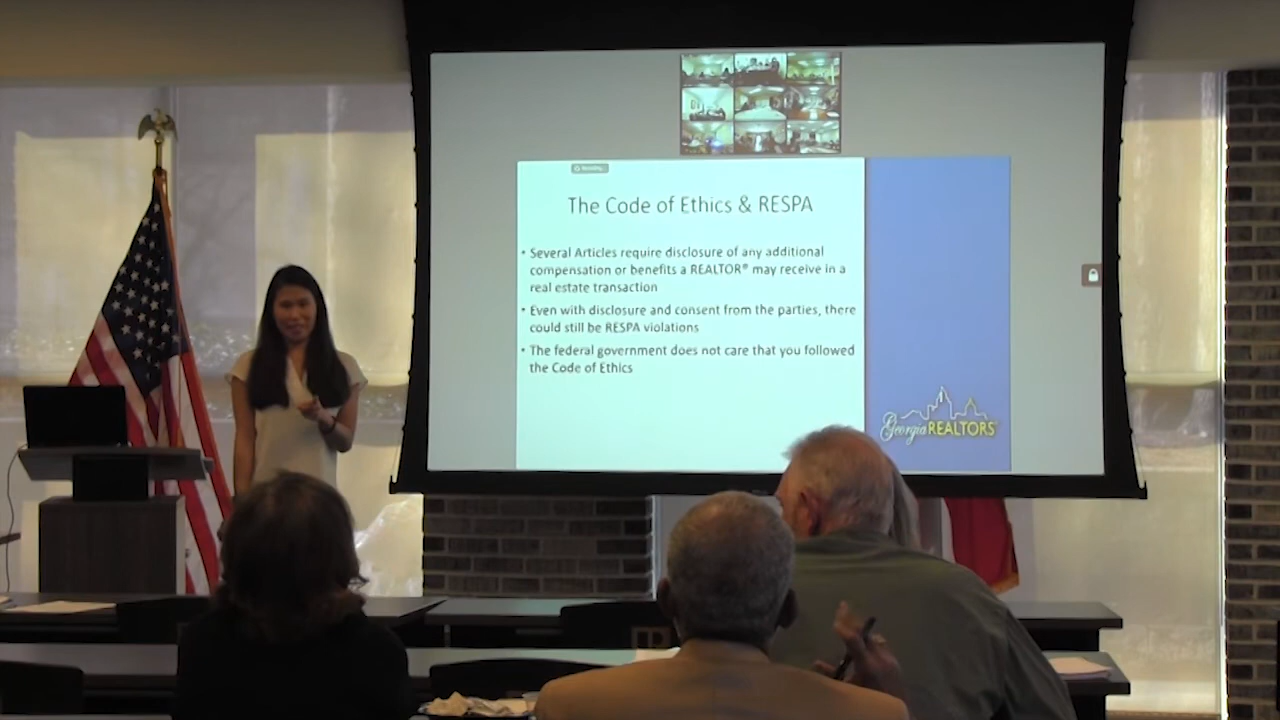 The Code of Ethics & RESPA
• Several Articles require disclosure of any additional
compensation or benefits a REALTOR® may receive in a
real estate transaction
• Even with disclosure and consent from the parties, there
could still be RESPA violations
• The federal government does not care that you followed
the Code of Ethics
Georgia REALTORS®